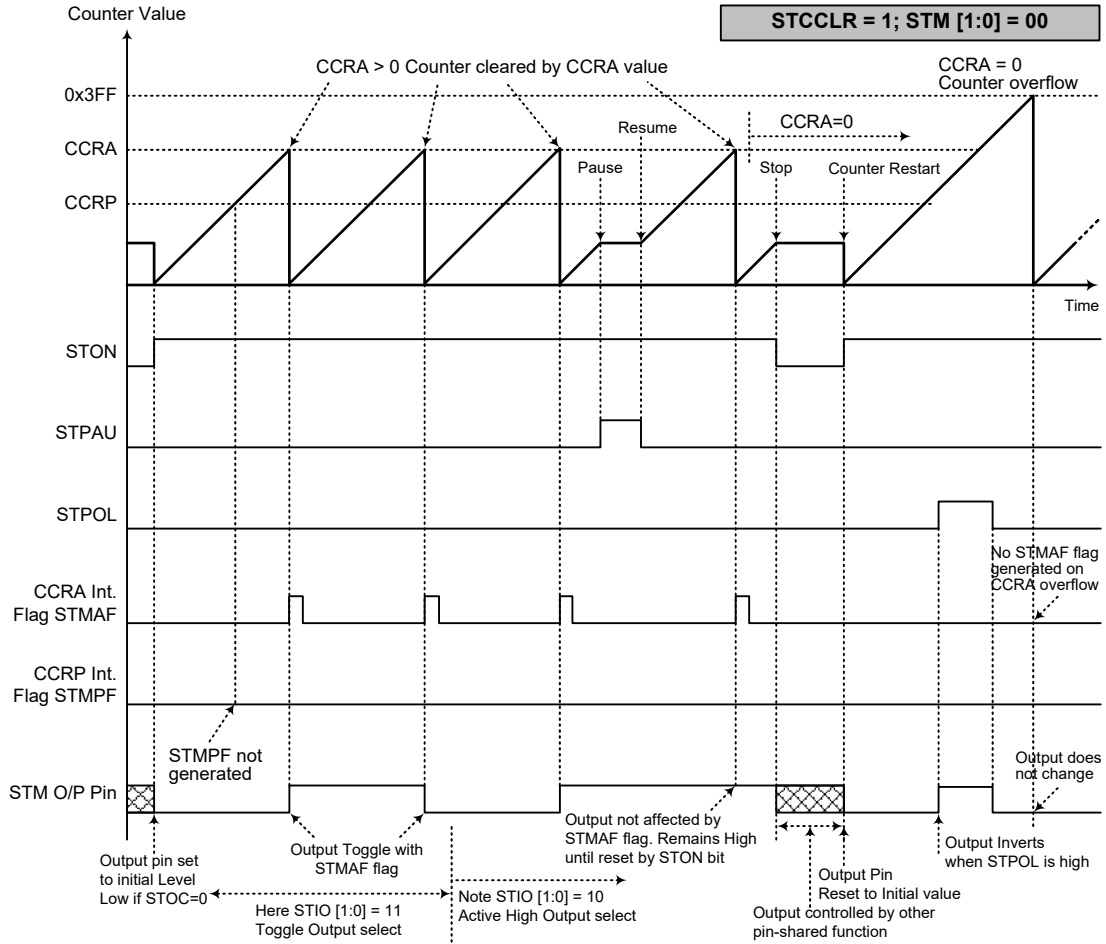 Counter Value
STCCLR = 1; STM [1:0] = 00
CCRA > 0 Counter cleared by CCRA value
CCRA = 0
Counter overflow
0x3FF
CCRA=0
Resume
CCRA
Pause
Stop
Counter Restart
CCRP
Time
STON
STPAU
STPOL
No STMAF flag
generated on
CCRA overflow
CCRA Int.
Flag STMAF
CCRP Int.
Flag STMPF
STMPF not
generated
Output does
not change
STM O/P Pin
Output pin set
to initial Level
Low if STOC=0
Output Toggle with
STMAF flag
Output not affected by
STMAF flag. Remains High
until reset by STON bit
Output Inverts
when STPOL is high
Output Pin
Reset to Initial value
Here STIO [1:0] = 11
Toggle Output select
Note STIO [1:0] = 10
Active High Output select
Output controlled by other
pin-shared function